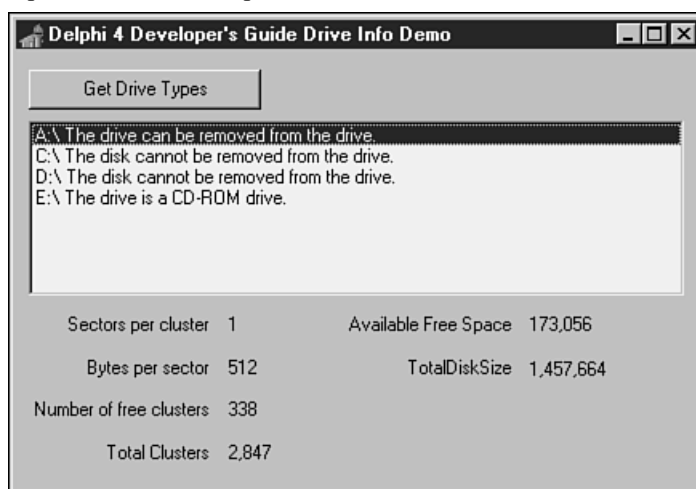 Delphi 4 Developer's Guide Drive Info Demo
Get Drive Types
A:\ The drive can be removed from the drive.
C:\ The disk cannot be removed from the drive.
D:\ The disk cannot be removed from the drive.
E:\ The drive is a CD-ROM drive.
Sectors per cluster 1 Available Free Space 173,056
Bytes per sector 512 TotalDiskSize 1,457,664
Number of free clusters 338
Total Clusters 2,847